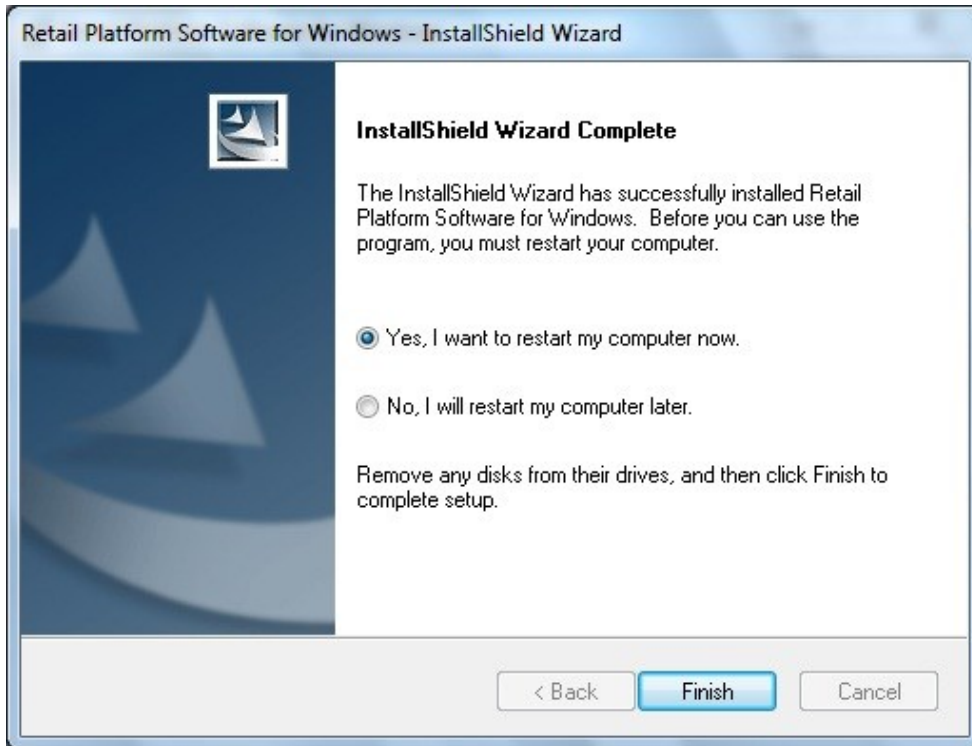 Retail Platform Software for Windows - InstallShield Wizard
InstallShield Wizard Complete
The InstallShield Wizard has successfully installed Retail
Platform Software for Windows.  Before you can use the
program, you must restart your computer.
Yes, I want to restart my computer now.
No, I will restart my computer later.
Remove any disks from their drives, and then click Finish to
complete setup.
< Back
Finish
Cancel